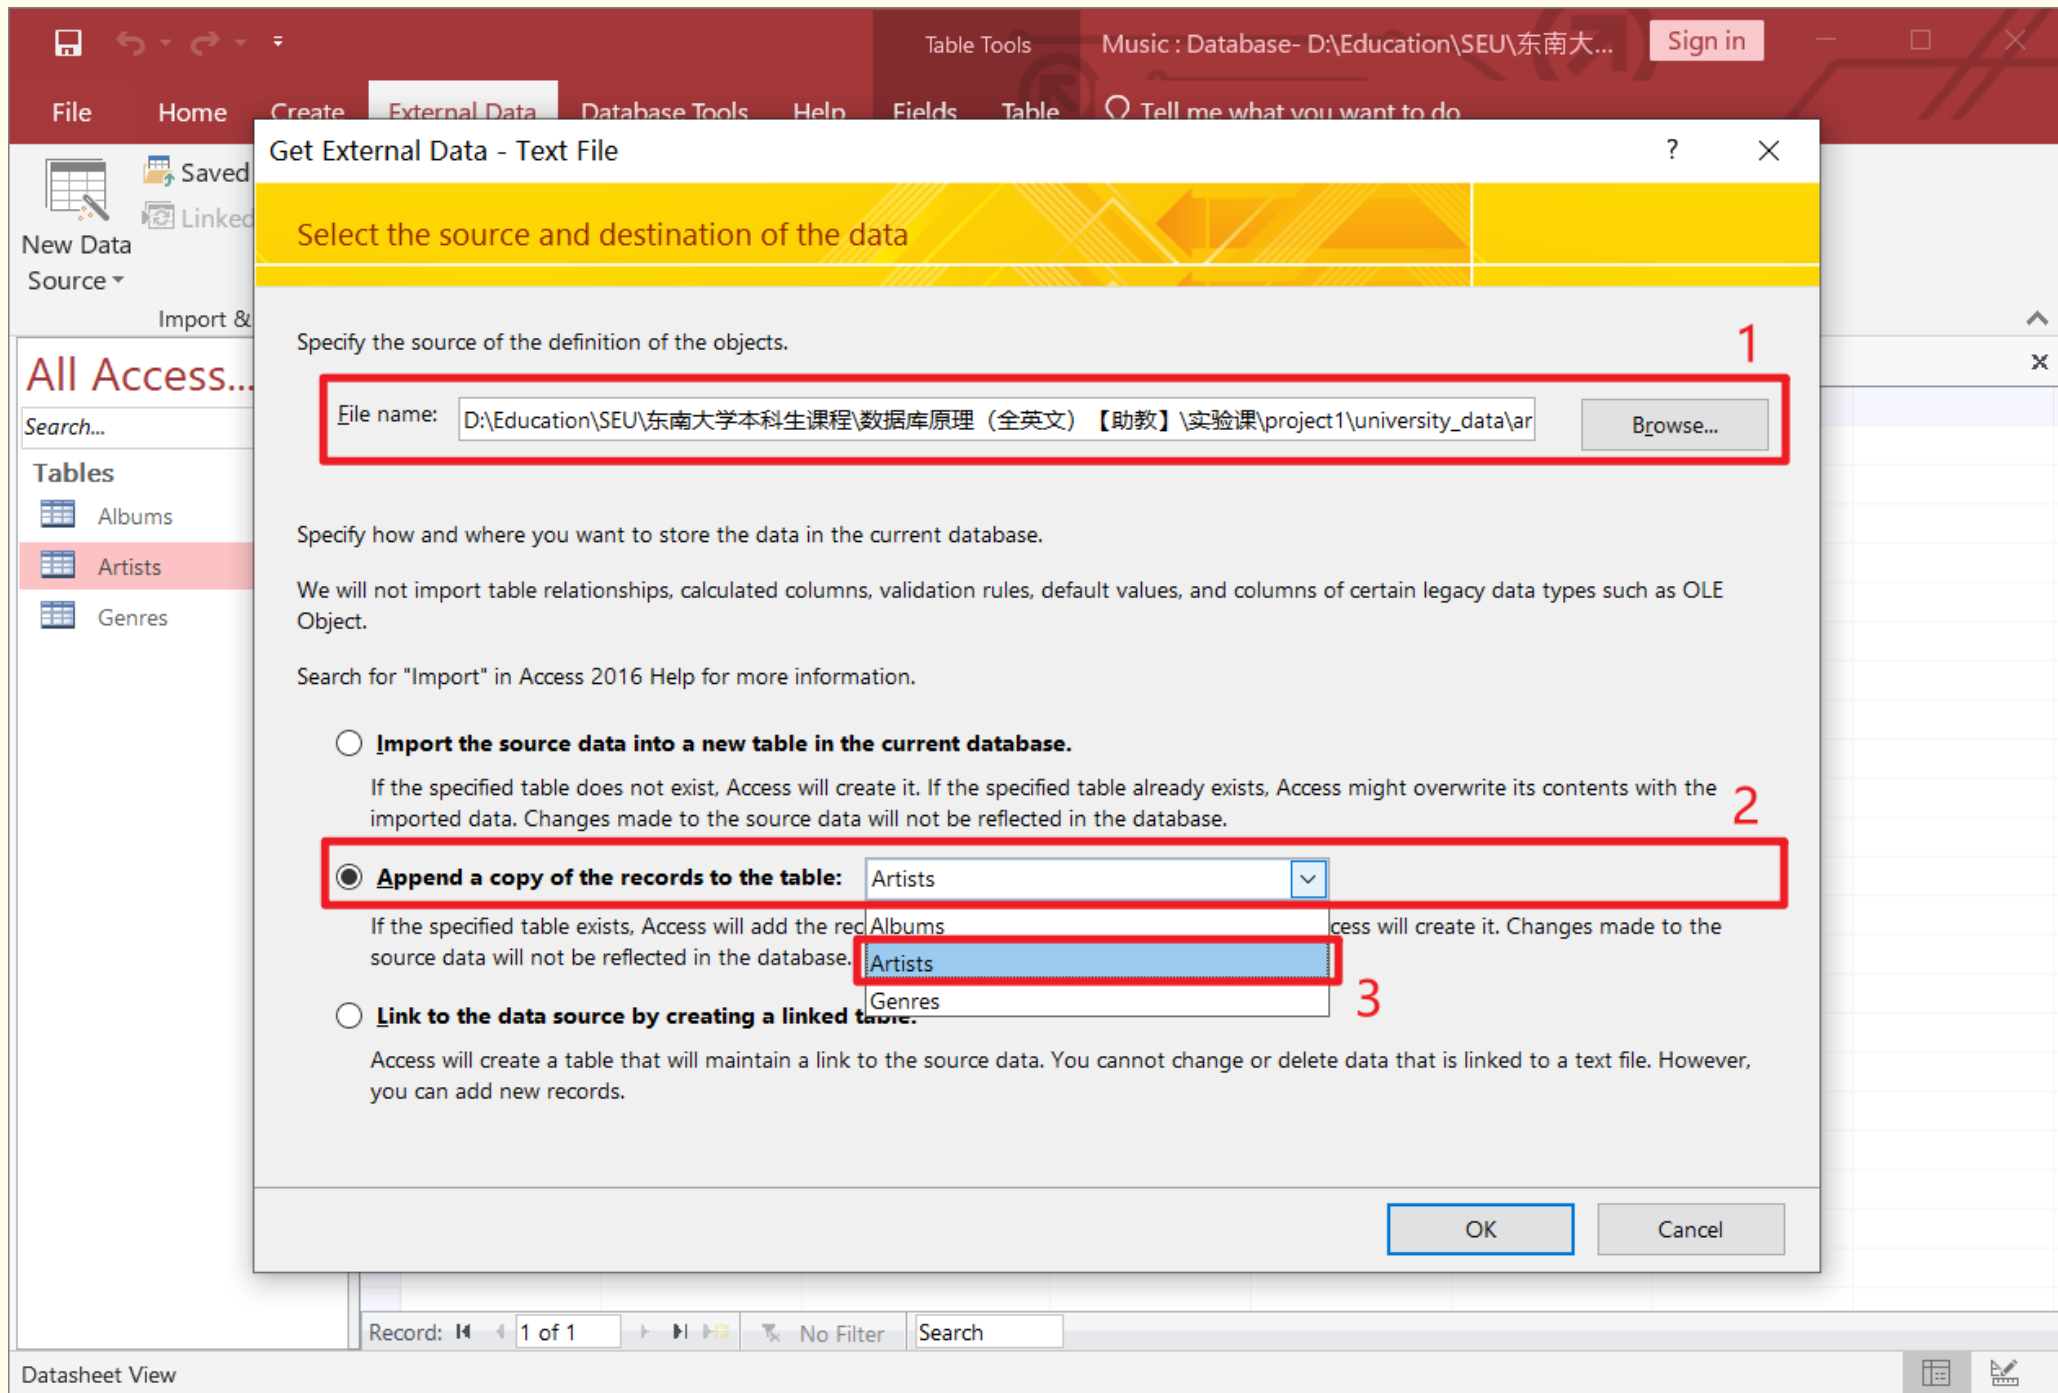 Table Tools
Music : Database- D:\Education\SEU\东南大...
Sign in
File
Home
Create
External Data
Database Tools
Help
Fields
Table
Tell me what you want to do
Get External Data - Text File
?
Saved
Linked
New Data
Source
Import &
Select the source and destination of the data
All Access...
Search...
Tables
Albums
Artists
Genres
Specify the source of the definition of the objects.
1
File name:
D:\Education\SEU\东南大学本科生课程\数据库原理（全英文）【助教】\实验课\project1\university_data\ar
Browse...
Specify how and where you want to store the data in the current database.
We will not import table relationships, calculated columns, validation rules, default values, and columns of certain legacy data types such as OLE
Object.
Search for "Import" in Access 2016 Help for more information.
Import the source data into a new table in the current database.
If the specified table does not exist, Access will create it. If the specified table already exists, Access might overwrite its contents with the
imported data. Changes made to the source data will not be reflected in the database.
2
Append a copy of the records to the table:
Artists
If the specified table exists, Access will add the rec
Albums
cess will create it. Changes made to the
source data will not be reflected in the database.
Artists
Genres
3
Link to the data source by creating a linked table.
Access will create a table that will maintain a link to the source data. You cannot change or delete data that is linked to a text file. However,
you can add new records.
OK
Cancel
Record:
1 of 1
No Filter
Search
Datasheet View